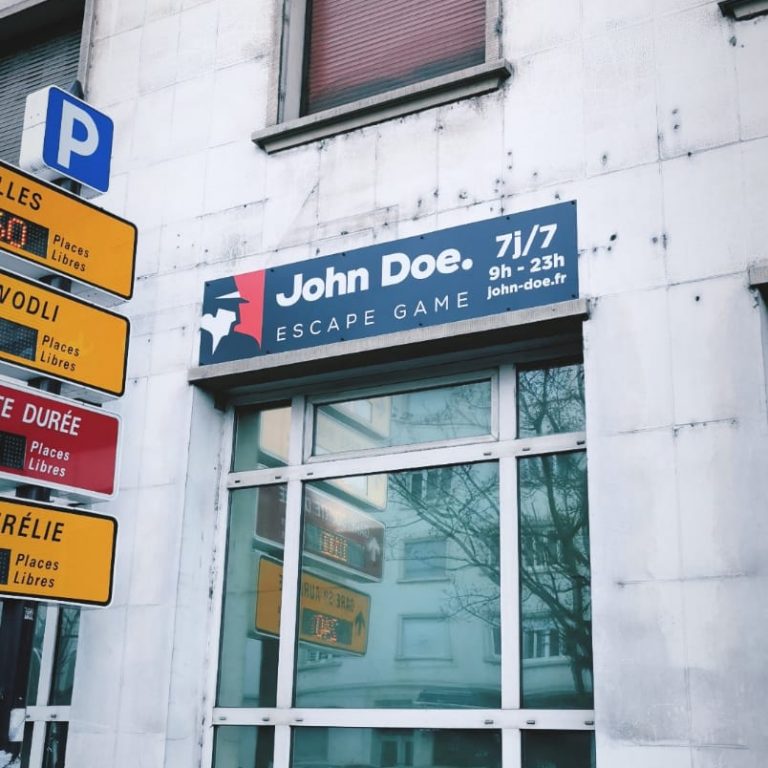 P
LLES
Places
Libres
WODLI
Places
Libres
TE DURÉE
Places
Libres
RÉLIE
Places
Libres
John Doe.
ESCAPE GAME
7j/7
9h - 23h
john-doe.fr